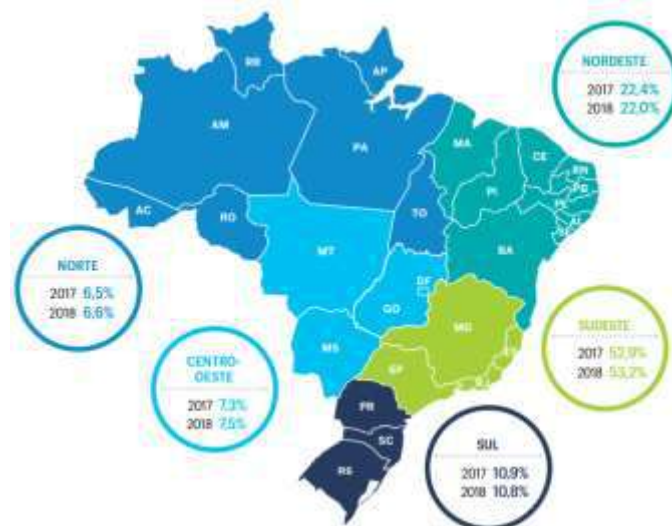 NORDESTE
2017 22,4%
2018 22,0%
RR
AP
AM
PA
MA
CE
RN
PB
PI
PE
AL
SE
AC
RO
TO
BA
MT
DF
GO
NORTE
2017 6,5%
2018 6,6%
MG
MS
SP
SUDESTE
2017 52,9%
2018 53,2%
CENTRO-
OESTE
2017 7,3%
2018 7,5%
PR
SC
RS
SUL
2017 10,9%
2018 10,8%